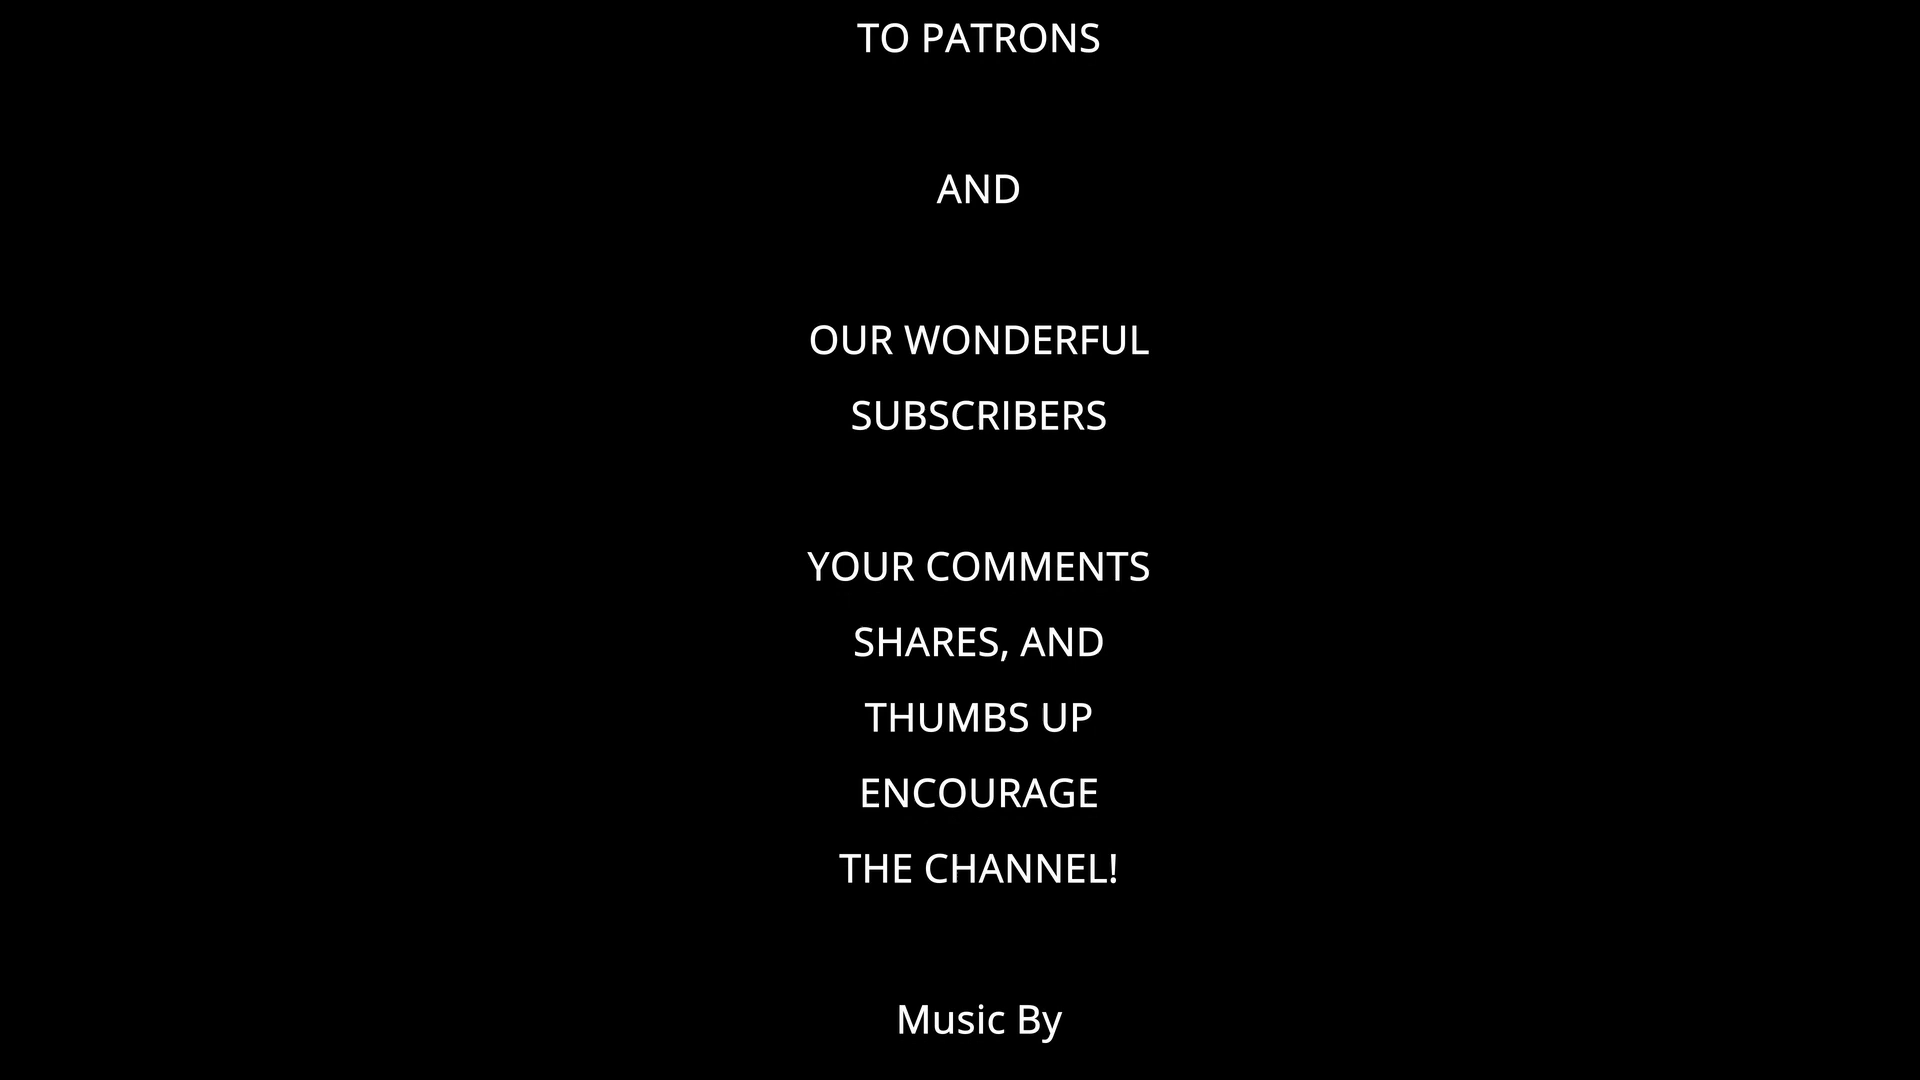 TO PATRONS
AND
OUR WONDERFUL
SUBSCRIBERS
YOUR COMMENTS
SHARES, AND
THUMBS UP
ENCOURAGE
THE CHANNEL!
Music By